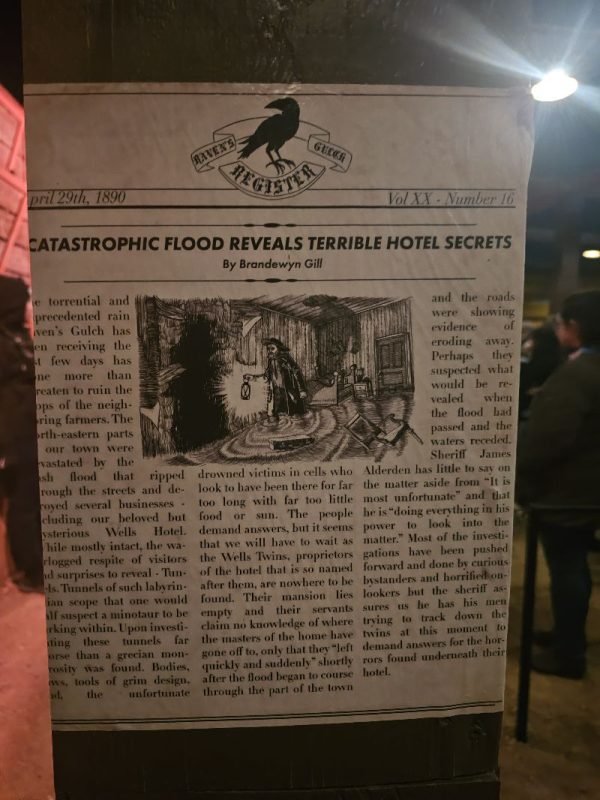 RAVEN'S GULCH
REGISTER
pril 29th, 1890
Vol XX - Number 16
CATASTROPHIC FLOOD REVEALS TERRIBLE HOTEL SECRETS
By Brandewyn Gill
e torrential and
precedented rain
ven's Gulch has
en receiving the
t few days has
ne more than
reaten to ruin the
ops of the neigh-
ring farmers. The
rth-eastern parts
our town were
vastated by the
sh flood that ripped
rough the streets and de-
royed several businesses -
cluding our beloved but
ysterious Wells Hotel.
hile mostly intact, the wa-
rlogged respite of visitors
d surprises to reveal - Tun-
ls. Tunnels of such labyrin-
ian scope that one would
lf suspect a minotaur to be
rking within. Upon investi-
ting these tunnels far
rse than a grecian mon-
rosity was found. Bodies,
ws, tools of grim design,
d, the unfortunate
drowned victims in cells who
look to have been there for far
too long with far too little
food or sun. The people
demand answers, but it seems
that we will have to wait as
the Wells Twins, proprietors
of the hotel that is so named
after them, are nowhere to be
found. Their mansion lies
empty and their servants
claim no knowledge of where
the masters of the home have
gone off to, only that they "left
quickly and suddenly" shortly
after the flood began to course
through the part of the town
and the roads
were showing
evidence of
eroding away.
Perhaps they
suspected what
would be re-
vealed when
the flood had
passed and the
waters receded.
Sheriff James
Alderden has little to say on
the matter aside from "It is
most unfortunate" and that
he is "doing everything in his
power to look into the
matter." Most of the investi-
gations have been pushed
forward and done by curious
bystanders and horrified on-
lookers but the sheriff as-
sures us he has his men
trying to track down the
twins at this moment to
demand answers for the hor-
rors found underneath their
hotel.